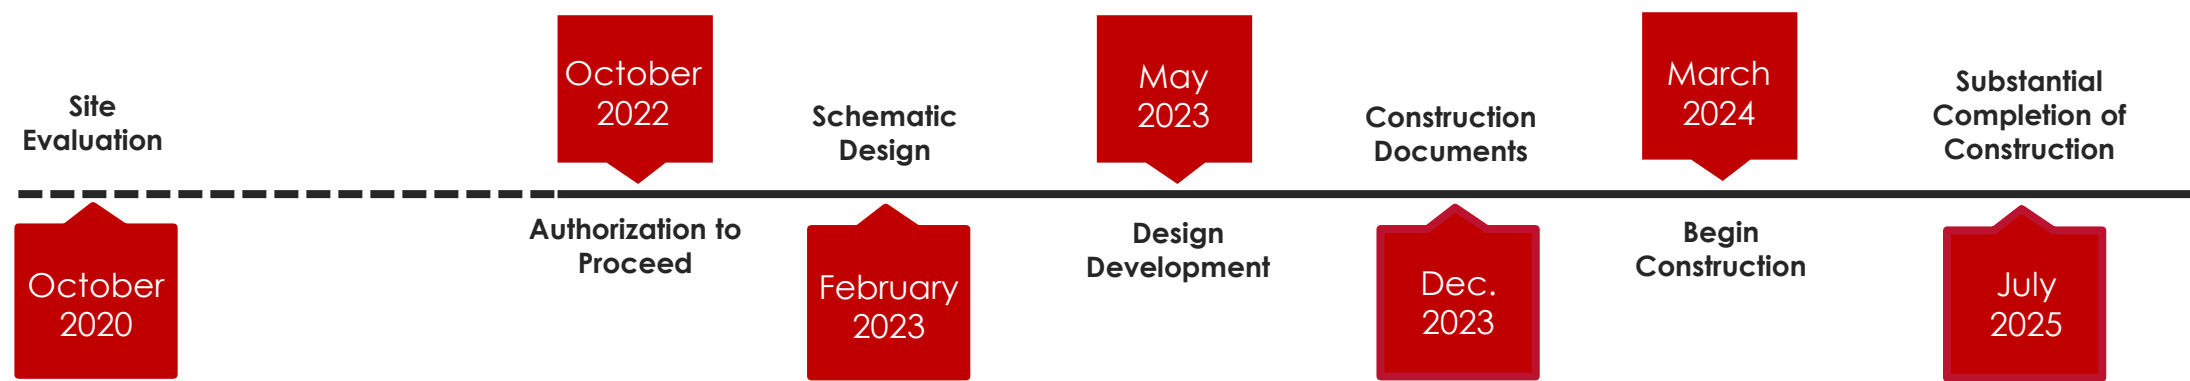 Site
Evaluation
October
2020
October
2022
Authorization to
Proceed
Schematic
Design
February
2023
May
2023
Design
Development
Construction
Documents
Dec.
2023
March
2024
Begin
Construction
Substantial
Completion of
Construction
July
2025